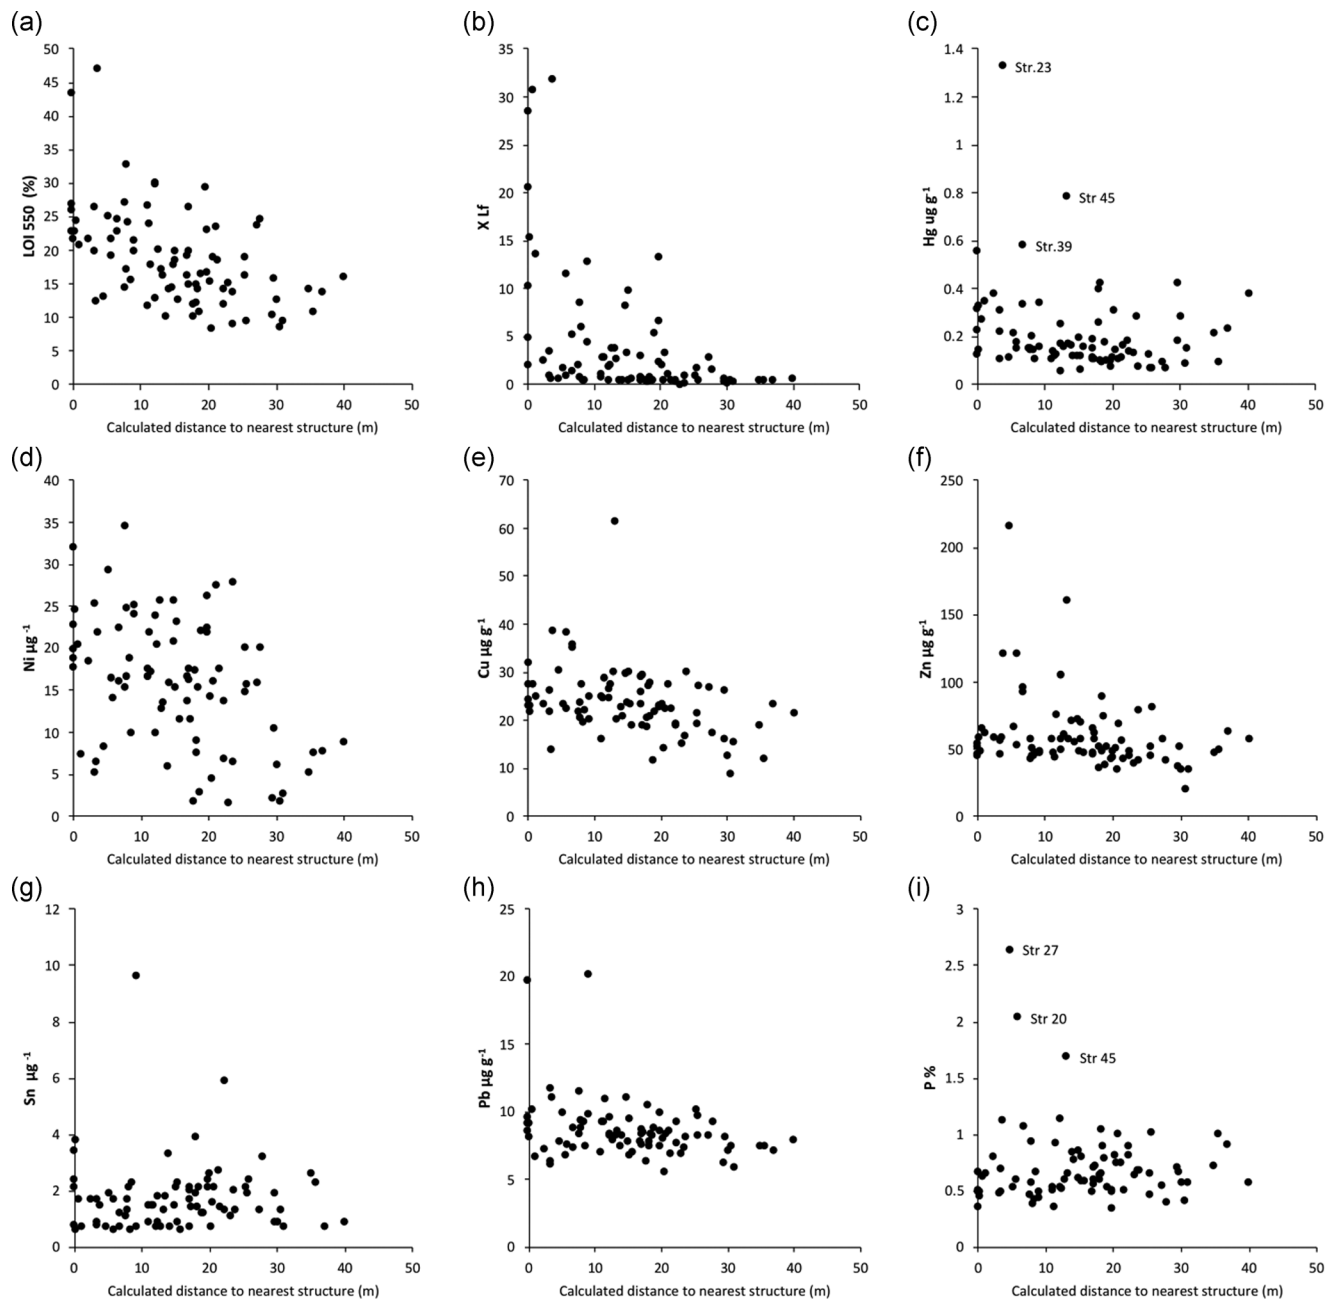 (a)
50
45
40
35
30
25
20
15
10
5
0
LOI 550 (%)
0 10 20 30 40 50
Calculated distance to nearest structure (m)
(b)
35
30
25
20
15
10
5
0
X Lf
0 10 20 30 40 50
Calculated distance to nearest structure (m)
(c)
1.4
1.2
1
0.8
0.6
0.4
0.2
0
Hg ug g-1
Str.23
Str 45
Str.39
0 10 20 30 40 50
Calculated distance to nearest structure (m)
(d)
40
35
30
25
20
15
10
5
0
Ni µg -1
0 10 20 30 40 50
Calculated distance to nearest structure (m)
(e)
70
60
50
40
30
20
10
0
Cu µg g-1
0 10 20 30 40 50
Calculated distance to nearest structure (m)
(f)
250
200
150
100
50
0
Zn µg g-1
0 10 20 30 40 50
Calculated distance to nearest structure (m)
(g)
12
10
8
6
4
2
0
Sn µg -1
0 10 20 30 40 50
Calculated distance to nearest structure (m)
(h)
25
20
15
10
5
0
Pb µg g-1
0 10 20 30 40 50
Calculated distance to nearest structure (m)
(i)
3
2.5
2
1.5
1
0.5
0
P %
Str 27
Str 20
Str 45
0 10 20 30 40 50
Calculated distance to nearest structure (m)